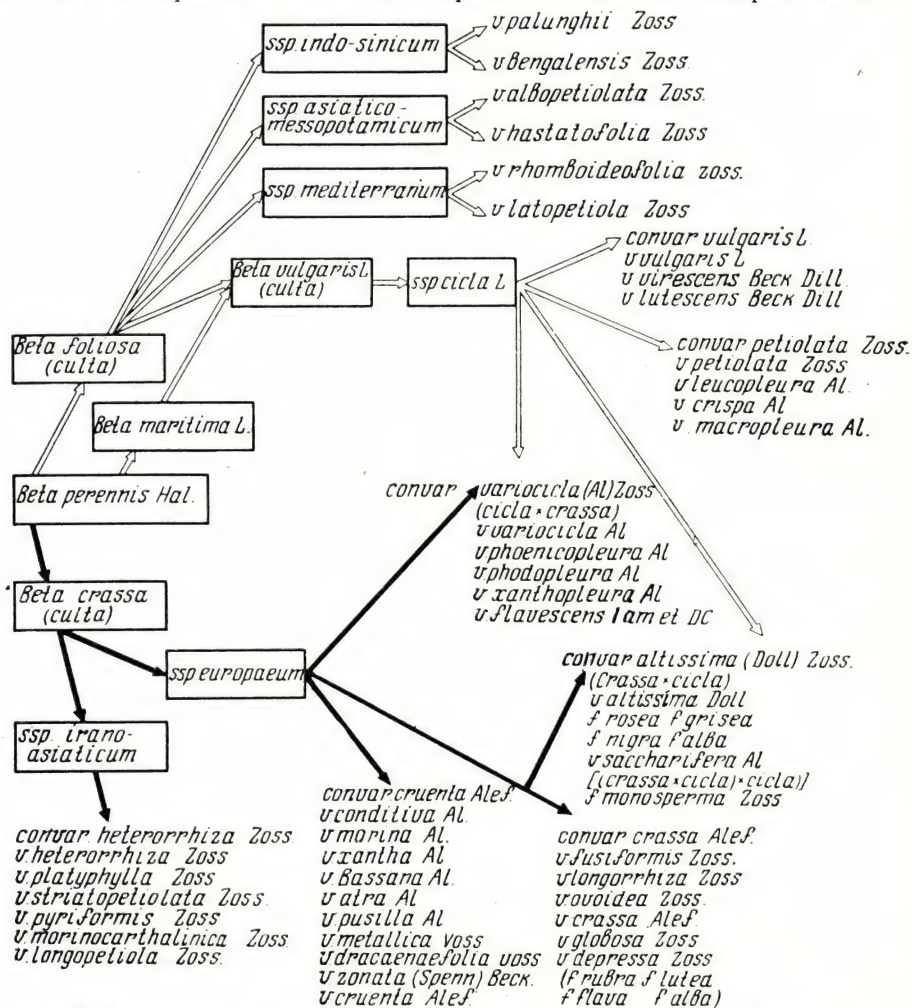 ssp. indo-sinicum
v palunghii Zoss
v Bengalensis Zoss.
ssp asiatico-
messopotamicum
v.albopetiolata Zoss.
v hastatofolia Zoss
ssp. mediterranium
v rhomboideofolia zoss.
v latopetiola Zoss
Beta vulgaris L
(culta)
ssp cicla L
convar vulgaris L.
v vulgaris L
v virescens Beck Dill
v lutescens Beck Dill
Beta foliosa
(culta)
convar petiolata Zoss.
v petiolata Zoss
v leucopleura Al.
v crispa Al
v. macropleura Al.
Beta maritima L.
Beta perennis Hal.
convar variocicla (Al) Zoss
(cicla × crassa)
v variocicla Al
v phoenicopleura Al
v phodopleura Al
v xanthopleura Al
v flavescens lam et DC
Beta crassa
(culta)
ssp europaeum
convar altissima (Doll) Zoss.
(Crassa × cicla)
v altissima Doll
f rosea f grisea
f nigra f alba
v saccharifera Al
[(crassa × cicla) × cicla)]
f monosperma Zoss.
ssp. irano-
asiaticum
convar. heterorrhiza Zoss
v. heterorrhiza Zoss
v. platyphylla Zoss
v. striatopetiolata Zoss.
v. pyriformis Zoss
v. morinocarthalinica Zoss
v. longopetiola Zoss.
convar. cruenta Alef.
v conditiva Al.
v marina Al.
v xantha Al
v. Bassana Al.
v atra Al
v pusilla Al
v metallica voss
v dracaenaefolia voss
v zonata (Spenn) Beck.
v cruenta Alef.
convar crassa Alef.
v fusiformis Zoss.
v longorrhiza Zoss
v ovoidea Zoss.
v crassa Alef.
v globosa Zoss
v depressa Zoss
(f rubra f lutea
f flava f alba)